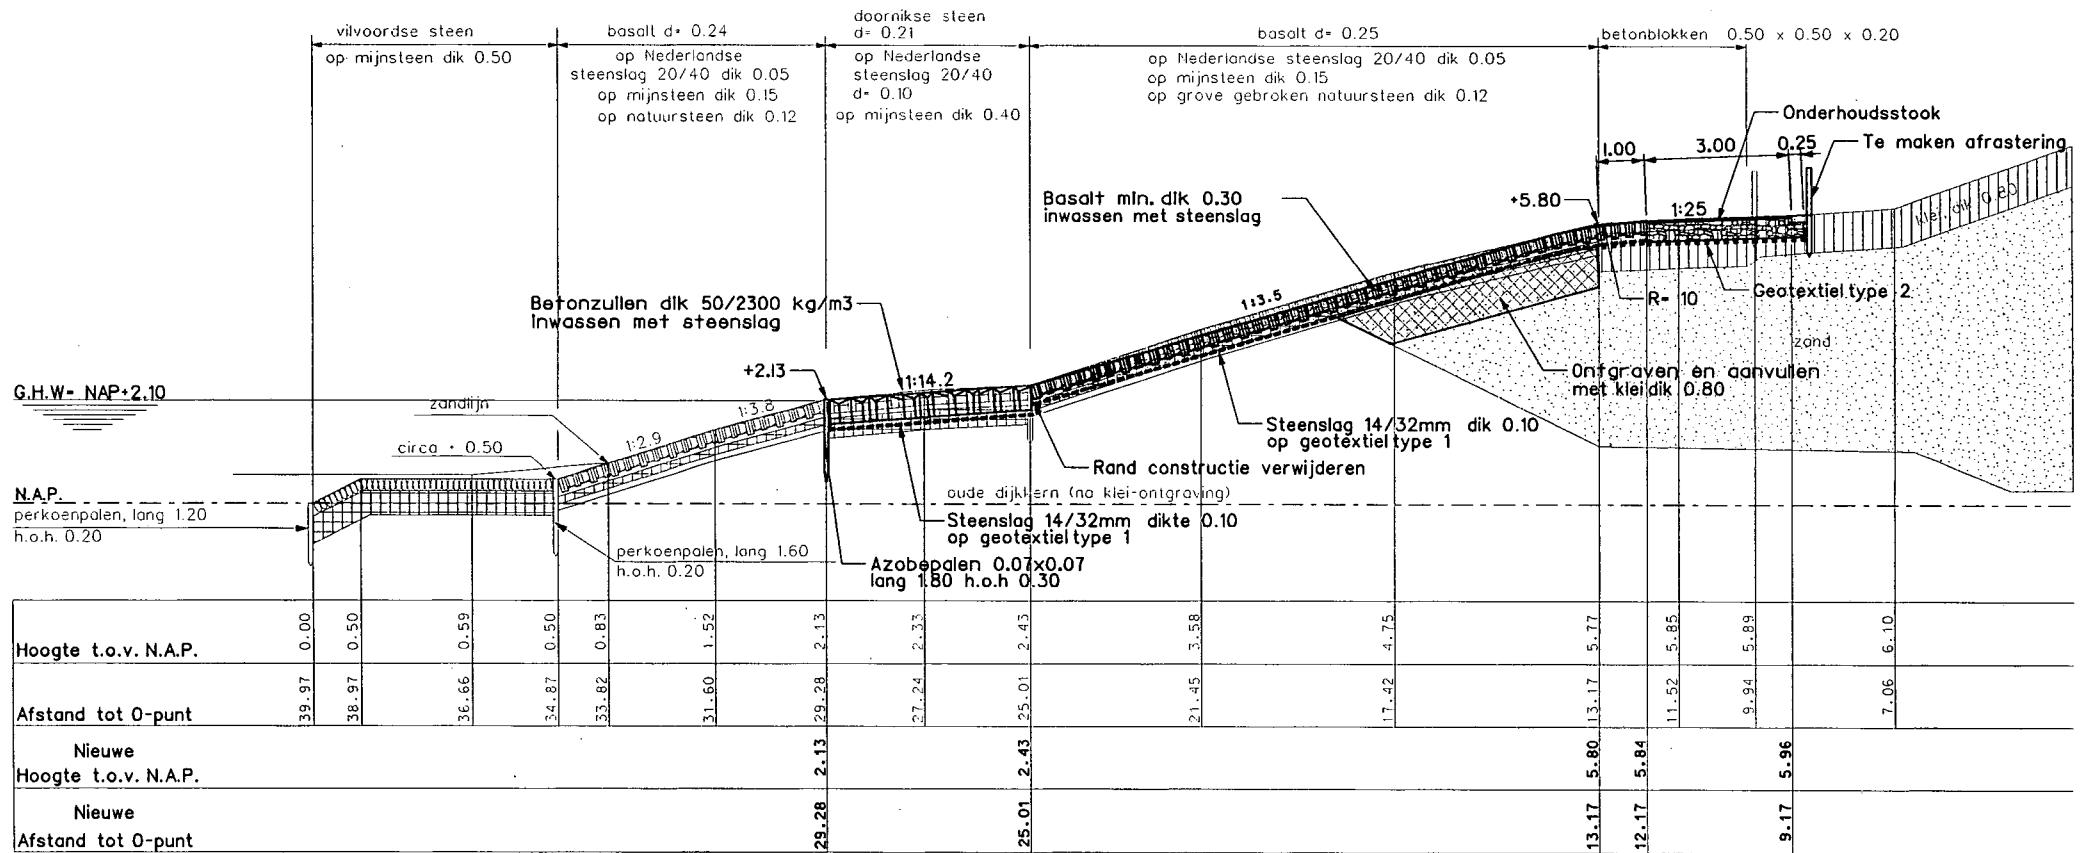 vilvoordse steen
op mijnsteen dik 0.50
basalt d= 0.24
op Nederlandse
steenslag 20/40 dik 0.05
op mijnsteen dik 0.15
op natuursteen dik 0.12
doornikse steen
d= 0.21
op Nederlandse
steenslag 20/40
d= 0.10
op mijnsteen dik 0.40
basalt d= 0.25
op Nederlandse steenslag 20/40 dik 0.05
op mijnsteen dik 0.15
op grove gebroken natuursteen dik 0.12
betonblokken 0.50 x 0.50 x 0.20
Onderhoudsstook
Te maken afrastering
1.00 3.00 0.25
Basalt min. dik 0.30
inwassen met steenslag
+5.80
1:25
klei, dik 0.80
Betonzuilen dik 50/2300 kg/m3
inwassen met steenslag
1:3.5
R= 10
Geotextiel type 2
zand
+2.13
1:14.2
Ontgraven en aanvullen
met klei dik 0.80
G.H.W= NAP+2.10
zandlijn
1:3.8
1:2.9
circa + 0.50
Steenslag 14/32mm dik 0.10
op geotextiel type 1
Rand constructie verwijderen
N.A.P.
oude dijkkern (na klei-ontgraving)
perkoenpalen, lang 1.20
h.o.h. 0.20
Steenslag 14/32mm dikte 0.10
op geotextiel type 1
perkoenpalen, lang 1.60
h.o.h. 0.20
Azobepalen 0.07x0.07
lang 1.80 h.o.h 0.30
Hoogte t.o.v. N.A.P. 0.00 0.50 0.59 0.50 0.83 1.52 2.13 2.33 2.43 3.58 4.75 5.77 5.85 5.89 6.10
Afstand tot 0-punt 39.97 38.97 36.66 34.87 33.82 31.60 29.28 27.24 25.01 21.45 17.42 13.17 11.52 9.94 7.06
Nieuwe
Hoogte t.o.v. N.A.P. 2.13 2.43 5.80 5.84 5.96
Nieuwe
Afstand tot 0-punt 29.28 25.01 13.17 12.17 9.17